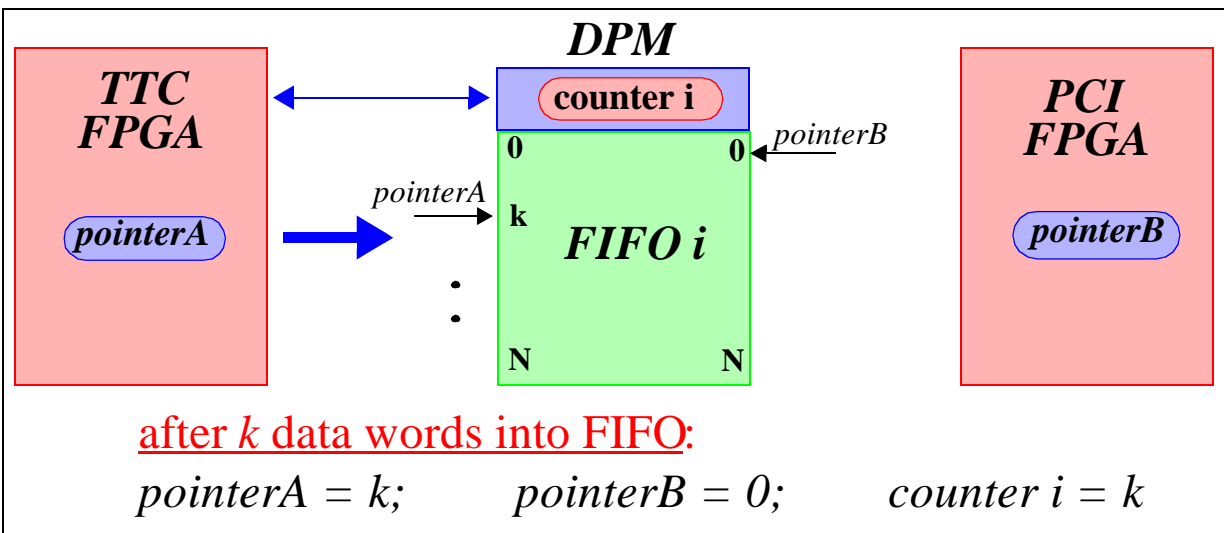 DPM
TTC
FPGA
counter i
PCI
FPGA
0
0
pointerB
pointerA
k
pointerA
FIFO i
pointerB
N
N
after k data words into FIFO:
pointerA = k; pointerB = 0; counter i = k